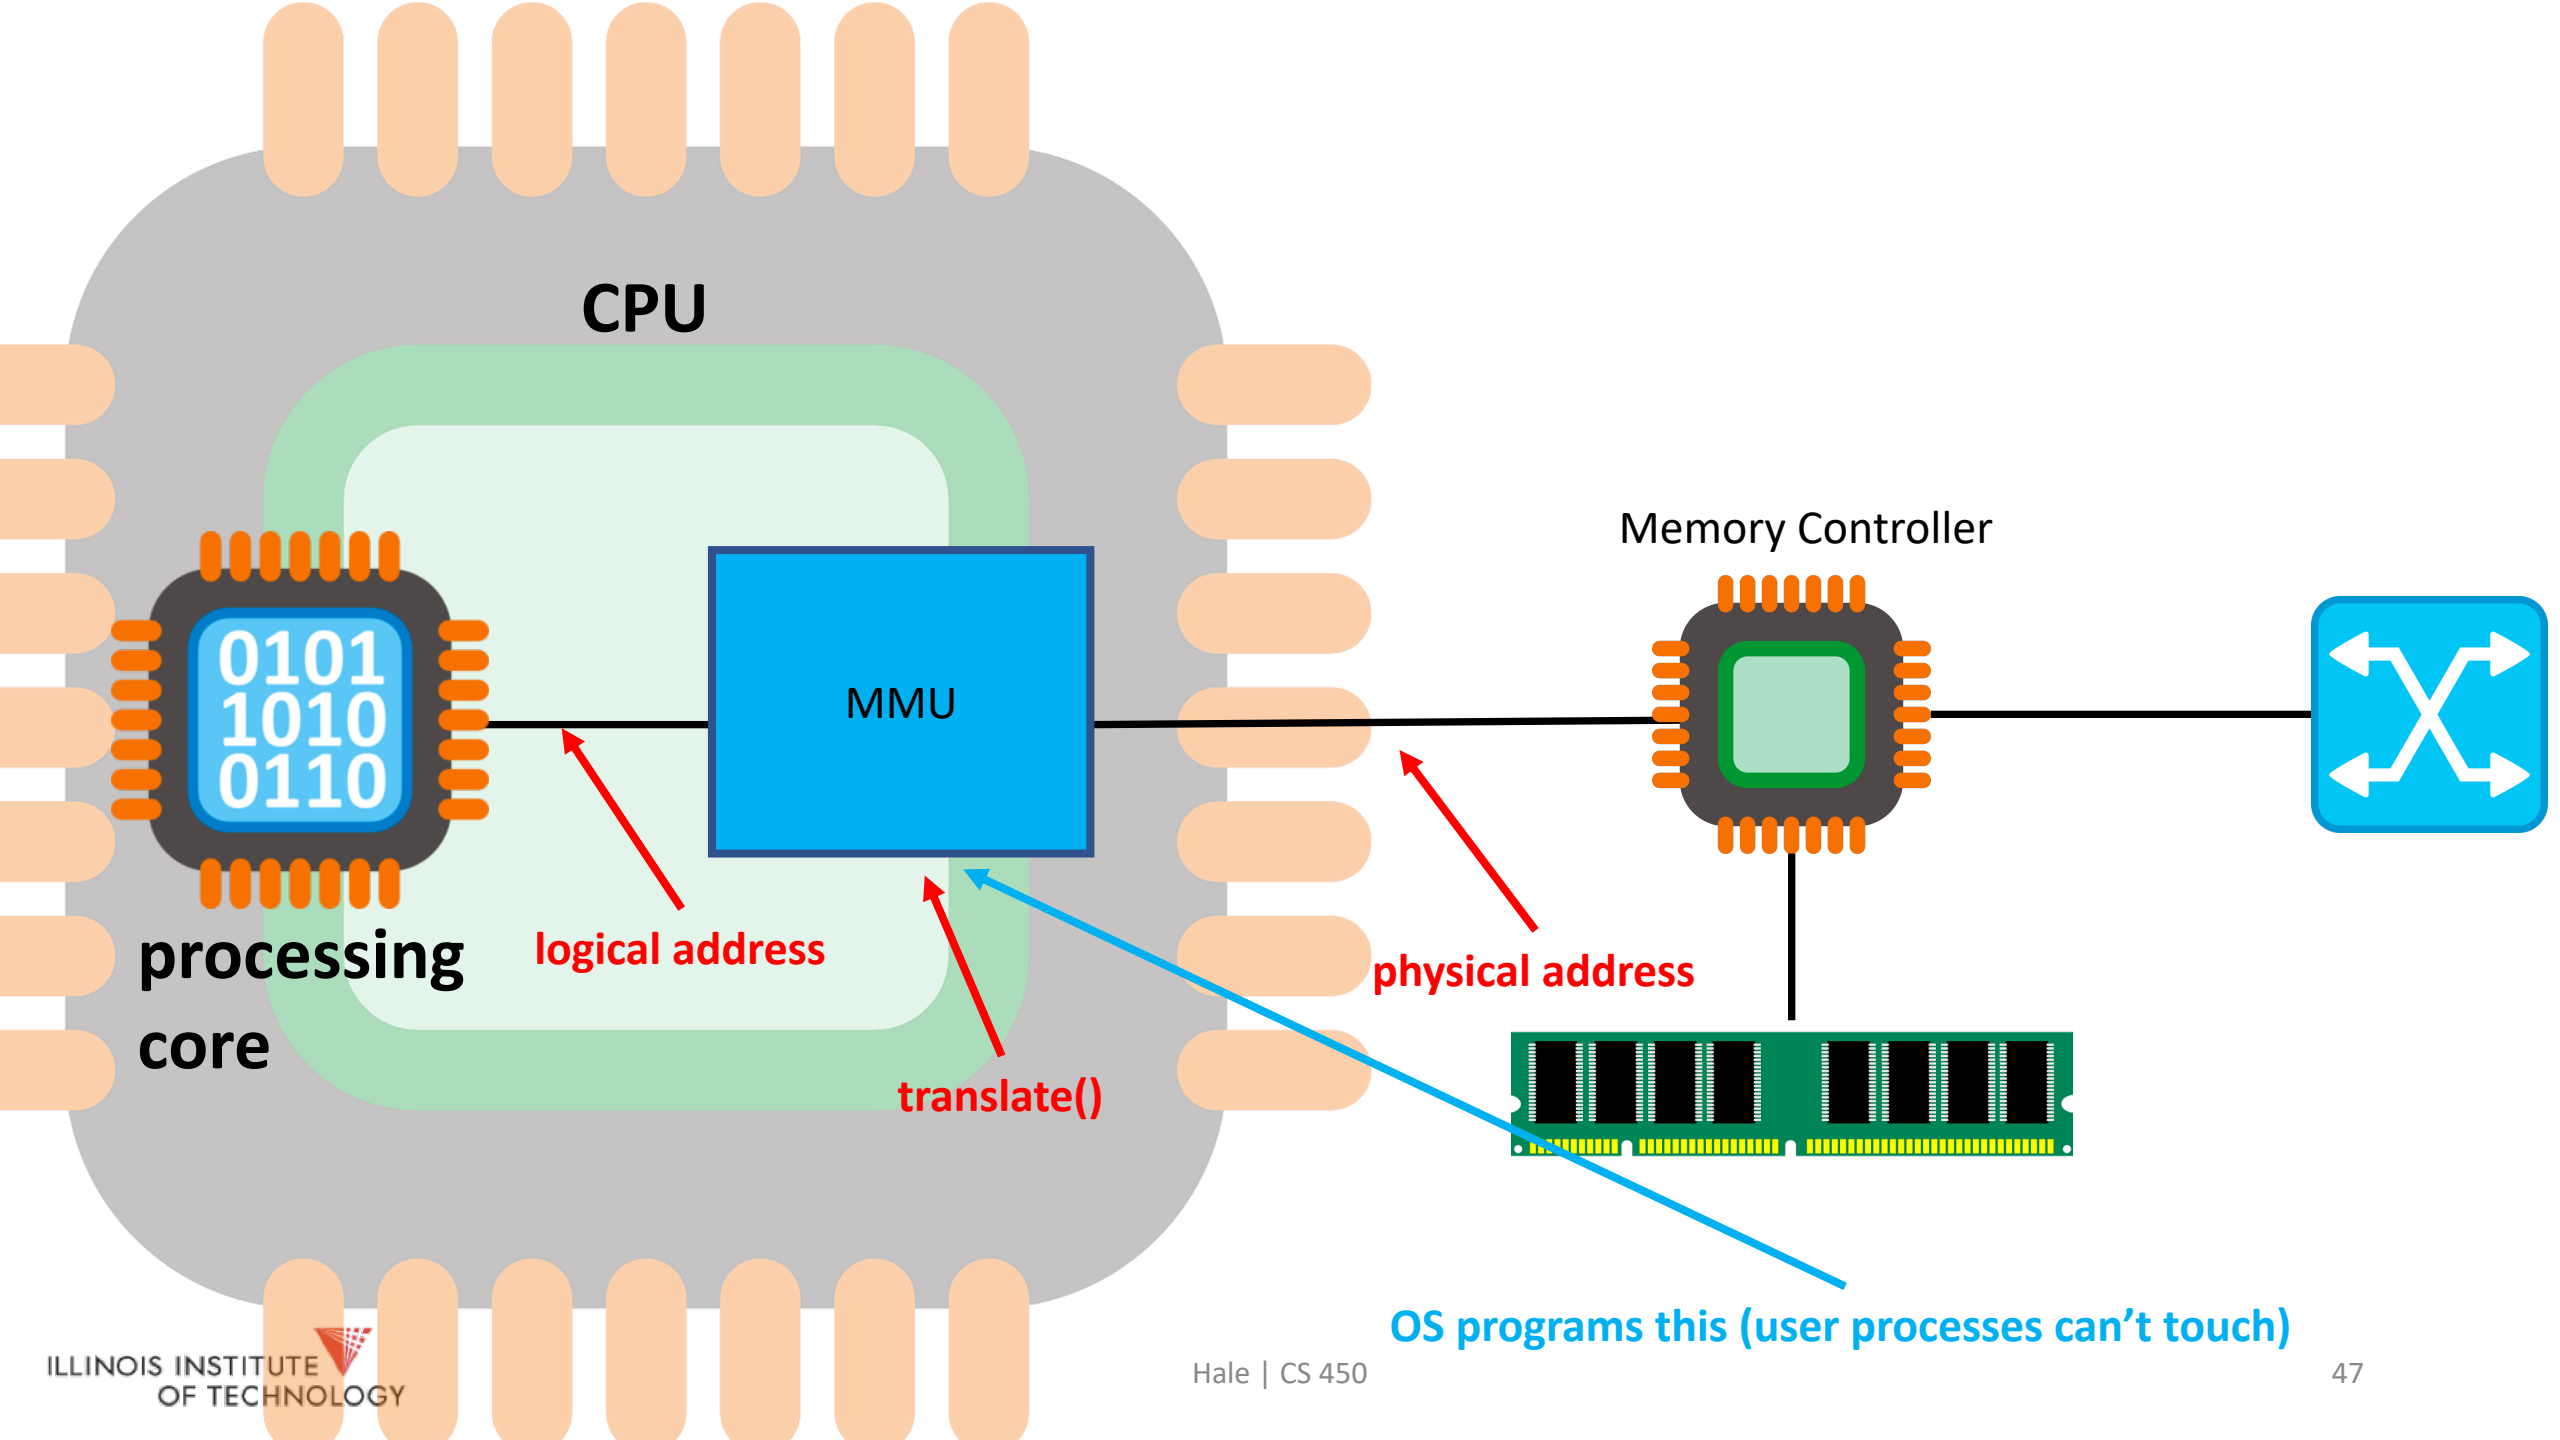 CPU
Memory Controller
0101
1010
0110
MMU
processing
core
logical address
physical address
translate()
OS programs this (user processes can’t touch)
ILLINOIS INSTITUTE
OF TECHNOLOGY
Hale | CS 450
47